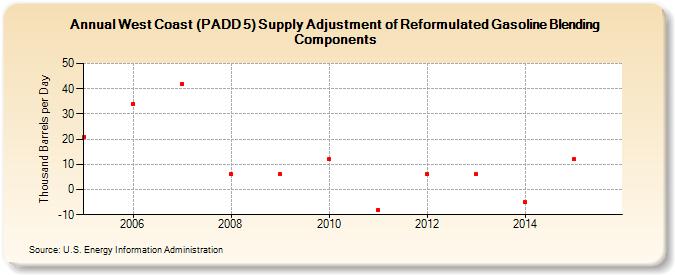 Annual West Coast (PADD 5) Supply Adjustment of Reformulated Gasoline Blending
Components
Thousand Barrels per Day
50
40
30
20
10
0
-10
2006 2008 2010 2012 2014
Source: U.S. Energy Information Administration